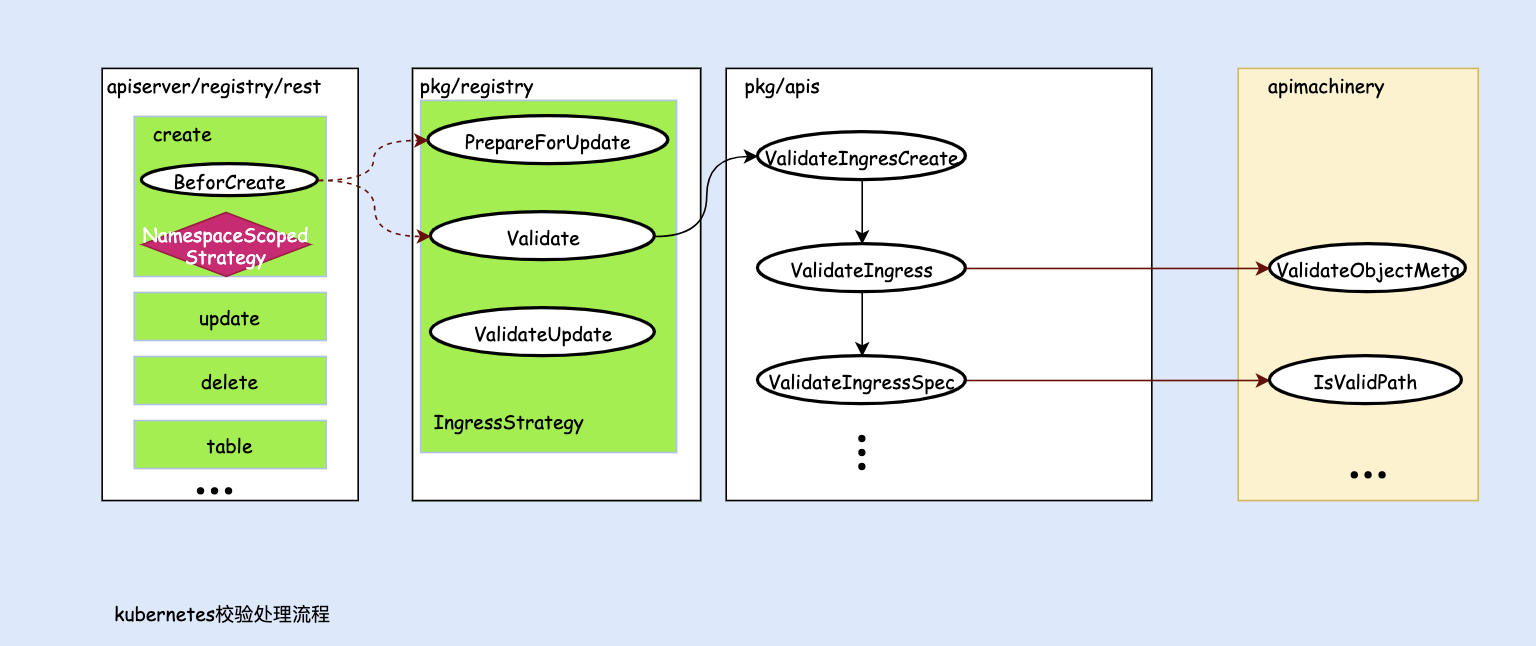 apiserver/registry/rest
create
BeforCreate
NamespaceScoped
Strategy
update
delete
table
pkg/registry
PrepareForUpdate
Validate
ValidateUpdate
IngressStrategy
pkg/apis
ValidateIngresCreate
ValidateIngress
ValidateIngressSpec
apimachinery
ValidateObjectMeta
IsValidPath
kubernetes校验处理流程